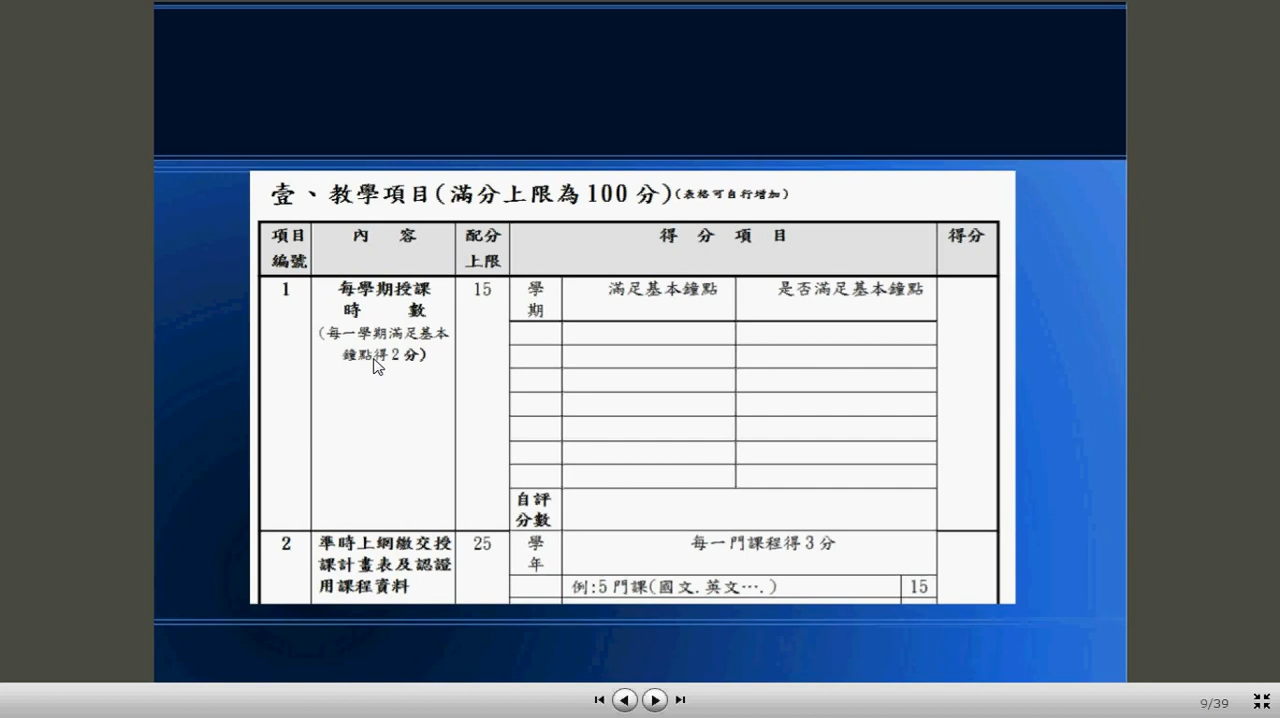 壹、教學項目(滿分上限為100分)(表格可自行增加)
項目編號 內容 配分上限 得分項目 得分
1 每學期授課 15 學期 滿足基本鐘點 是否滿足基本鐘點
時 數
(每一學期滿足基本
鐘點得2分)
自評
分數
2 準時上網繳交授 25 學年 每一門課程得3分
課計畫表及認證
用課程資料 例:5門課(國文.英文….) 15
9/39